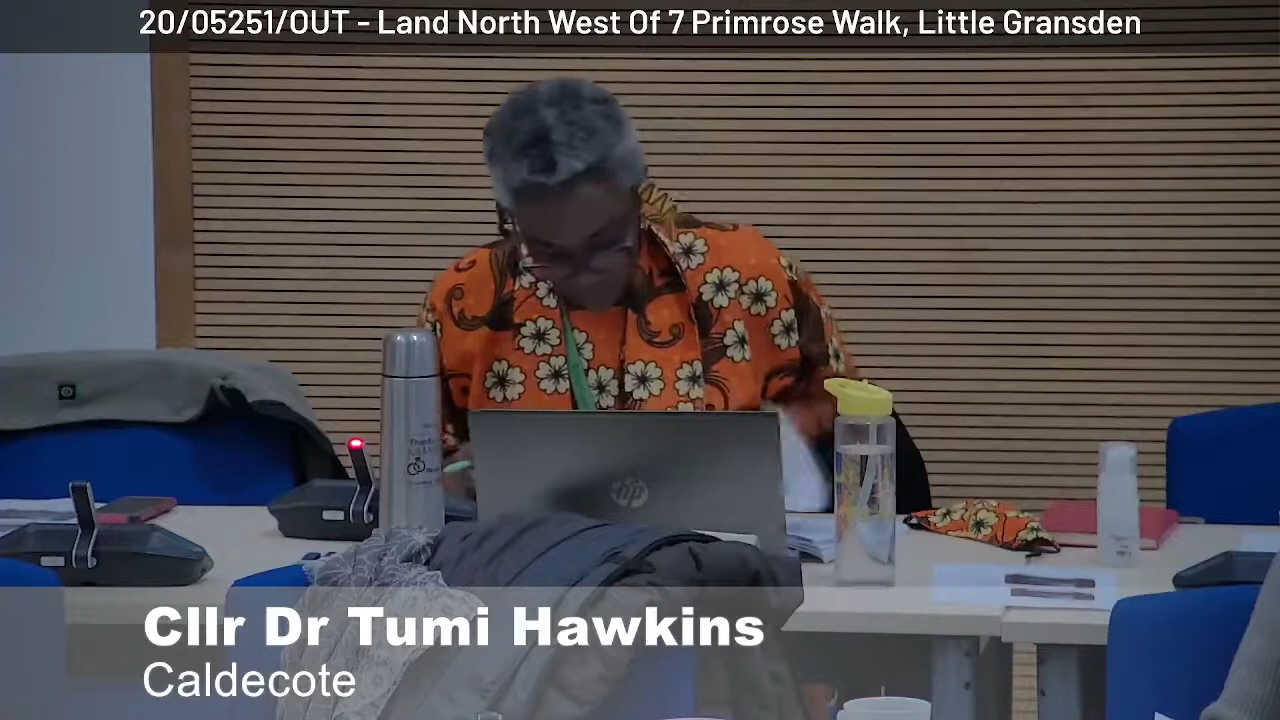 20/05251/OUT - Land North West Of 7 Primrose Walk, Little Gransden
hp
Cllr Dr Tumi Hawkins
Caldecote